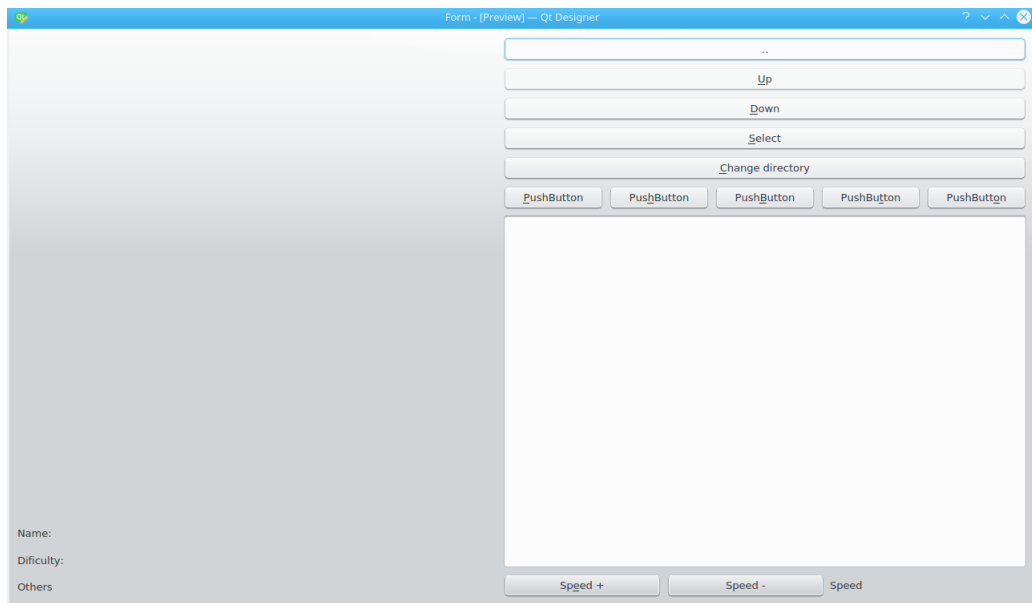 Form - [Preview] — Qt Designer
..
Up
Down
Select
Change directory
PushButton PushButton PushButton PushButton PushButton
Name:
Dificulty:
Others
Speed + Speed - Speed